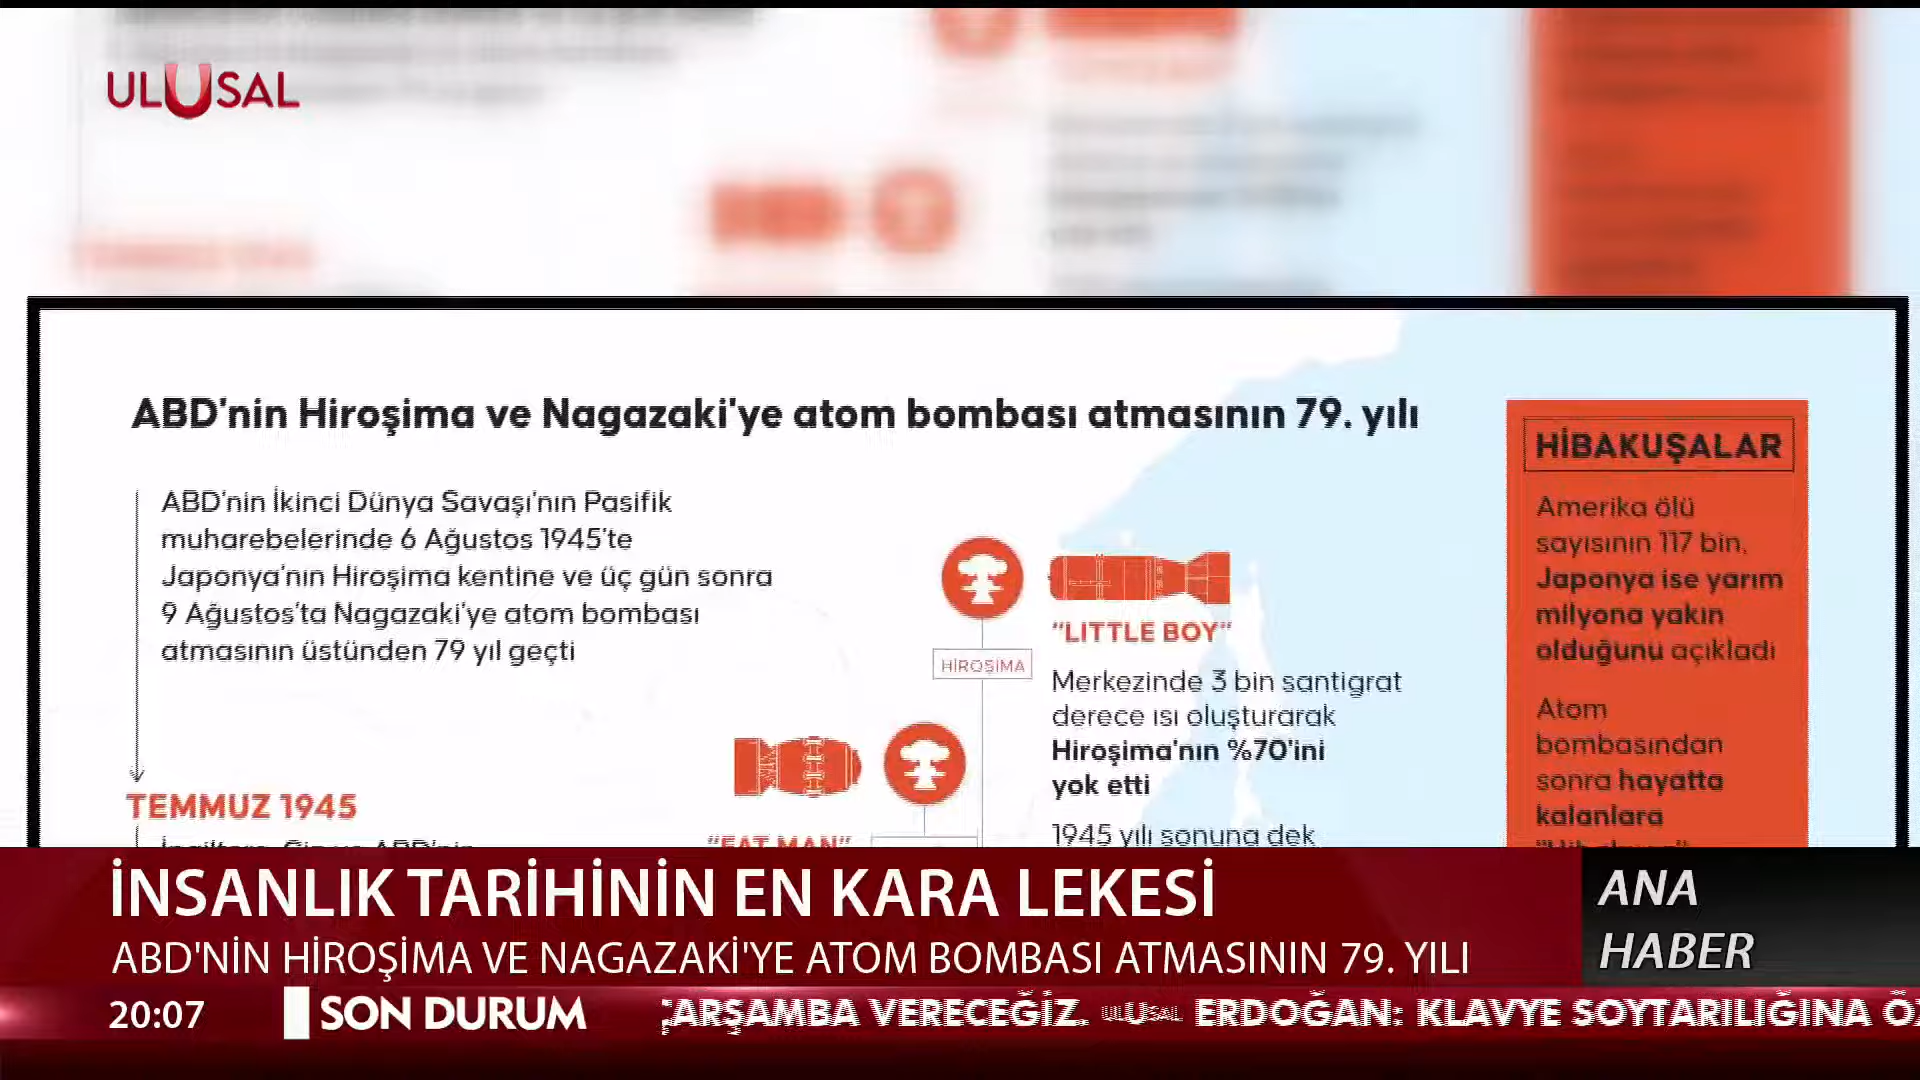 ULUSAL
ABD'nin Hiroşima ve Nagazaki'ye atom bombası atmasının 79. yılı
ABD'nin İkinci Dünya Savaşı'nın Pasifik
muharebelerinde 6 Ağustos 1945'te
Japonya'nın Hiroşima kentine ve üç gün sonra
9 Ağustos'ta Nagazaki'ye atom bombası
atmasının üstünden 79 yıl geçti
TEMMUZ 1945
"FAT MAN"
HİROŞİMA
"LITTLE BOY"
Merkezinde 3 bin santigrat
derece ısı oluşturarak
Hiroşima'nın %70'ini
yok etti
1945 yılı sonuna dek
HİBAKUŞALAR
Amerika ölü
sayısının 117 bin,
Japonya ise yarım
milyona yakın
olduğunu açıkladı
Atom
bombasından
sonra hayatta
kalanlara
İNSANLIK TARİHİNİN EN KARA LEKESİ
ABD'NİN HİROŞİMA VE NAGAZAKİ'YE ATOM BOMBASI ATMASININ 79. YILI
ANA
HABER
20:07 SON DURUM ÇARŞAMBA VERECEĞİZ. ULUSAL ERDOĞAN: KLAVYE SOYTARILIĞINA